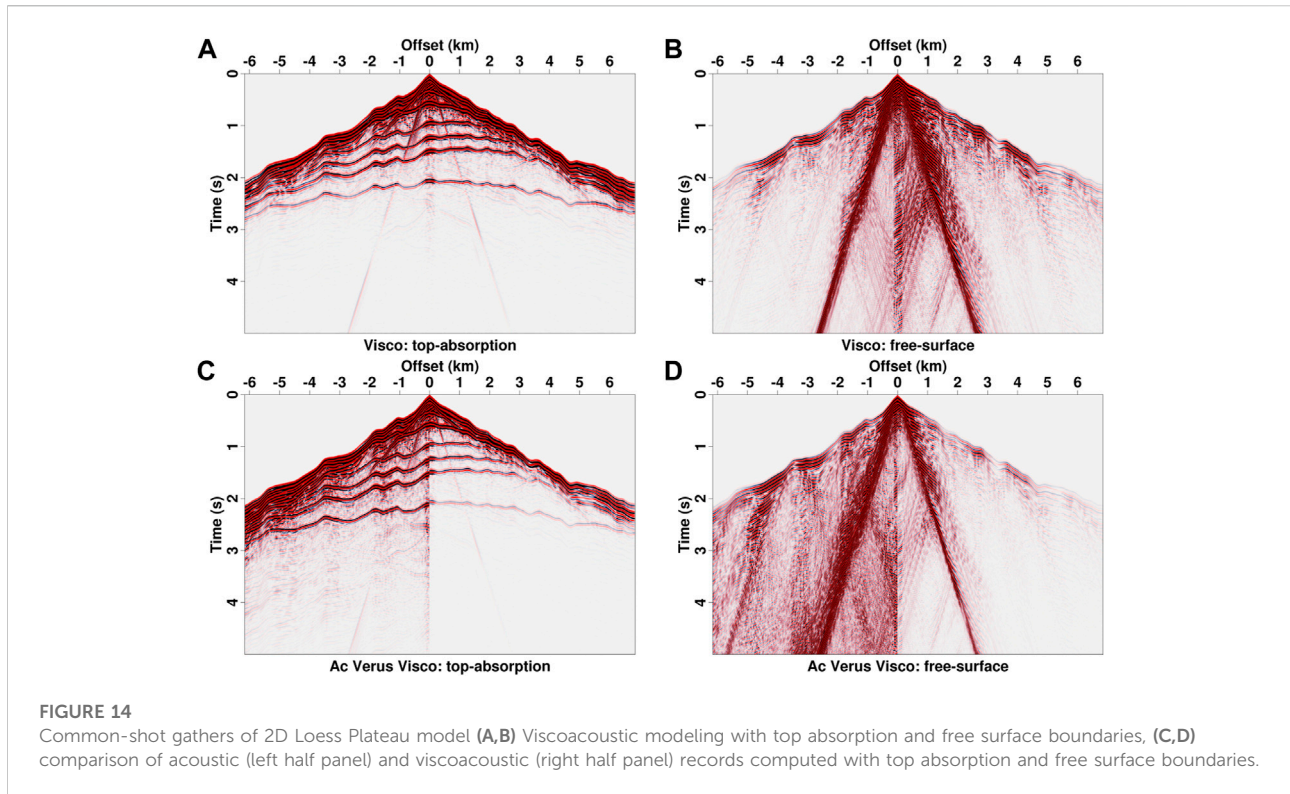 A
Offset (km)
-6 -5 -4 -3 -2 -1 0 1 2 3 4 5 6
0
1
2
3
4
Time (s)
Visco: top-absorption
B
Offset (km)
-6 -5 -4 -3 -2 -1 0 1 2 3 4 5 6
0
1
2
3
4
Time (s)
Visco: free-surface
C
Offset (km)
-6 -5 -4 -3 -2 -1 0 1 2 3 4 5 6
0
1
2
3
4
Time (s)
Ac Verus Visco: top-absorption
D
Offset (km)
-6 -5 -4 -3 -2 -1 0 1 2 3 4 5 6
0
1
2
3
4
Time (s)
Ac Verus Visco: free-surface
FIGURE 14
Common-shot gathers of 2D Loess Plateau model (A,B) Viscoacoustic modeling with top absorption and free surface boundaries, (C,D)
comparison of acoustic (left half panel) and viscoacoustic (right half panel) records computed with top absorption and free surface boundaries.